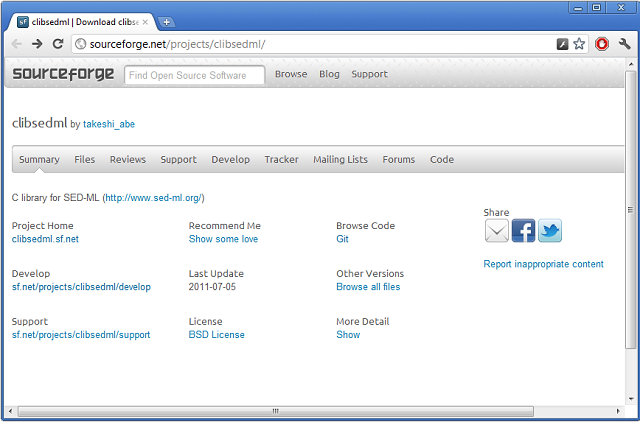 clibsedml | Download clibse
sourceforge.net/projects/clibsedml/
sourceforge Find Open Source Software Browse Blog Support
clibsedml by takeshi_abe
Summary Files Reviews Support Develop Tracker Mailing Lists Forums Code
C library for SED-ML (http://www.sed-ml.org/)
Project Home Recommend Me Browse Code
clibsedml.sf.net Show some love Git
Share
Report inappropriate content
Develop Last Update Other Versions
sf.net/projects/clibsedml/develop 2011-07-05 Browse all files
Support License More Detail
sf.net/projects/clibsedml/support BSD License Show